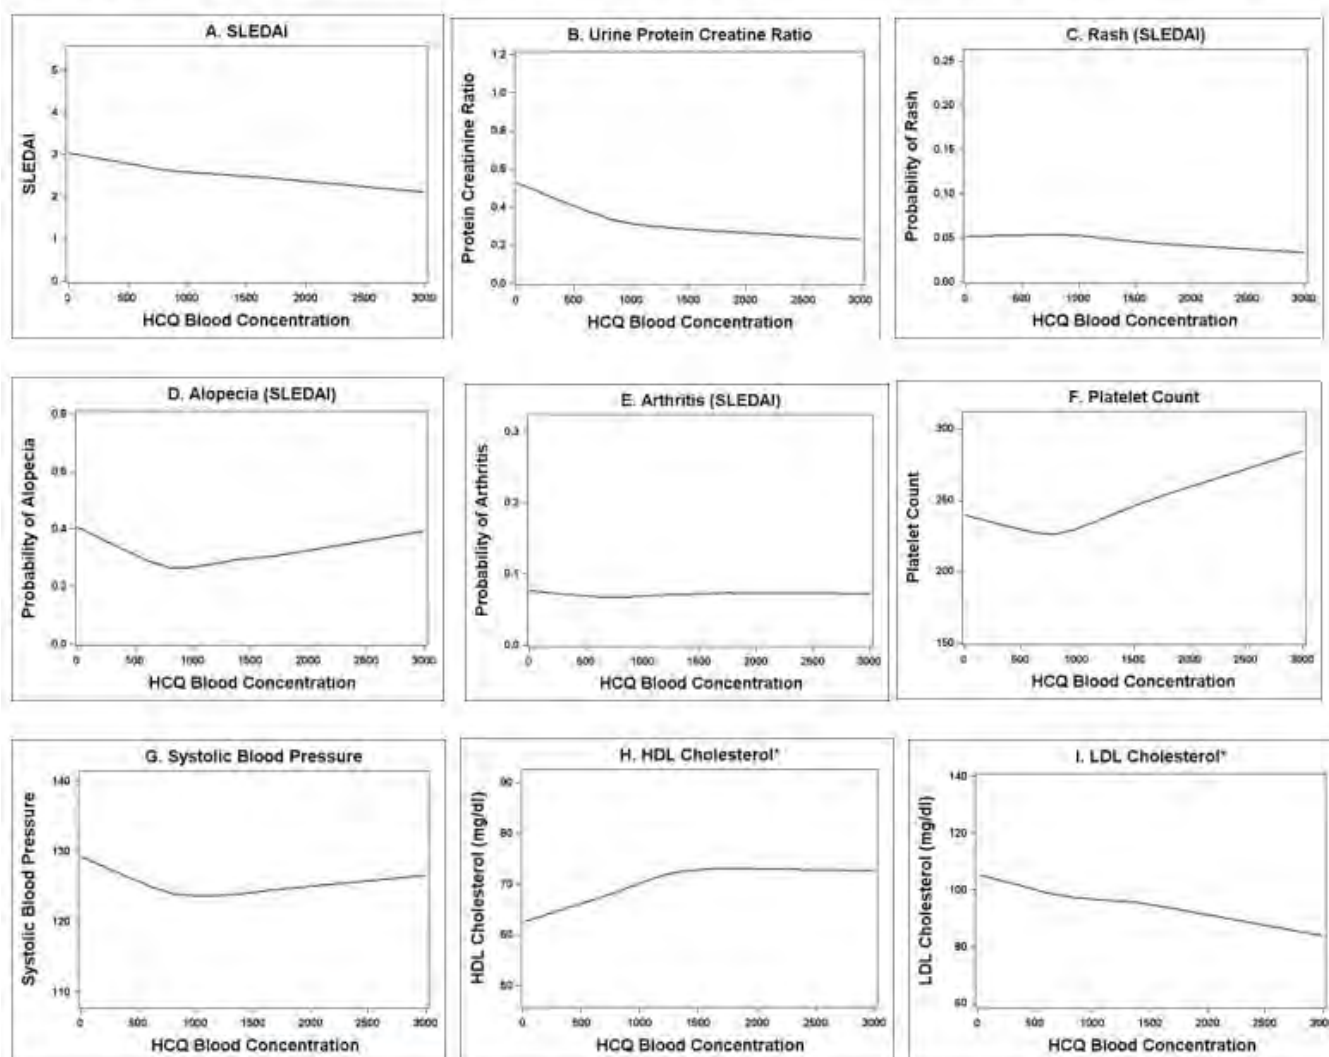 A. SLEDAI
SLEDAI
5
4
3
2
1
0
0 500 1000 1500 2000 2500 3000
HCQ Blood Concentration
B. Urine Protein Creatine Ratio
Protein Creatinine Ratio
1.2
1.0
0.8
0.6
0.4
0.2
0.0
0 500 1000 1500 2000 2500 3000
HCQ Blood Concentration
C. Rash (SLEDAI)
Probability of Rash
0.25
0.20
0.15
0.10
0.05
0.00
0 500 1000 1500 2000 2500 3000
HCQ Blood Concentration
D. Alopecia (SLEDAI)
Probability of Alopecia
0.8
0.6
0.4
0.2
0.0
0 500 1000 1500 2000 2500 3000
HCQ Blood Concentration
E. Arthritis (SLEDAI)
Probability of Arthritis
0.3
0.2
0.1
0.0
0 500 1000 1500 2000 2500 3000
HCQ Blood Concentration
F. Platelet Count
Platelet Count
300
250
200
150
0 500 1000 1500 2000 2500 3000
HCQ Blood Concentration
G. Systolic Blood Pressure
Systolic Blood Pressure
140
130
120
110
0 500 1000 1500 2000 2500 3000
HCQ Blood Concentration
H. HDL Cholesterol*
HDL Cholesterol (mg/dl)
90
80
70
60
50
0 500 1000 1500 2000 2500 3000
HCQ Blood Concentration
I. LDL Cholesterol*
LDL Cholesterol (mg/dl)
140
120
100
80
60
0 500 1000 1500 2000 2500 3000
HCQ Blood Concentration